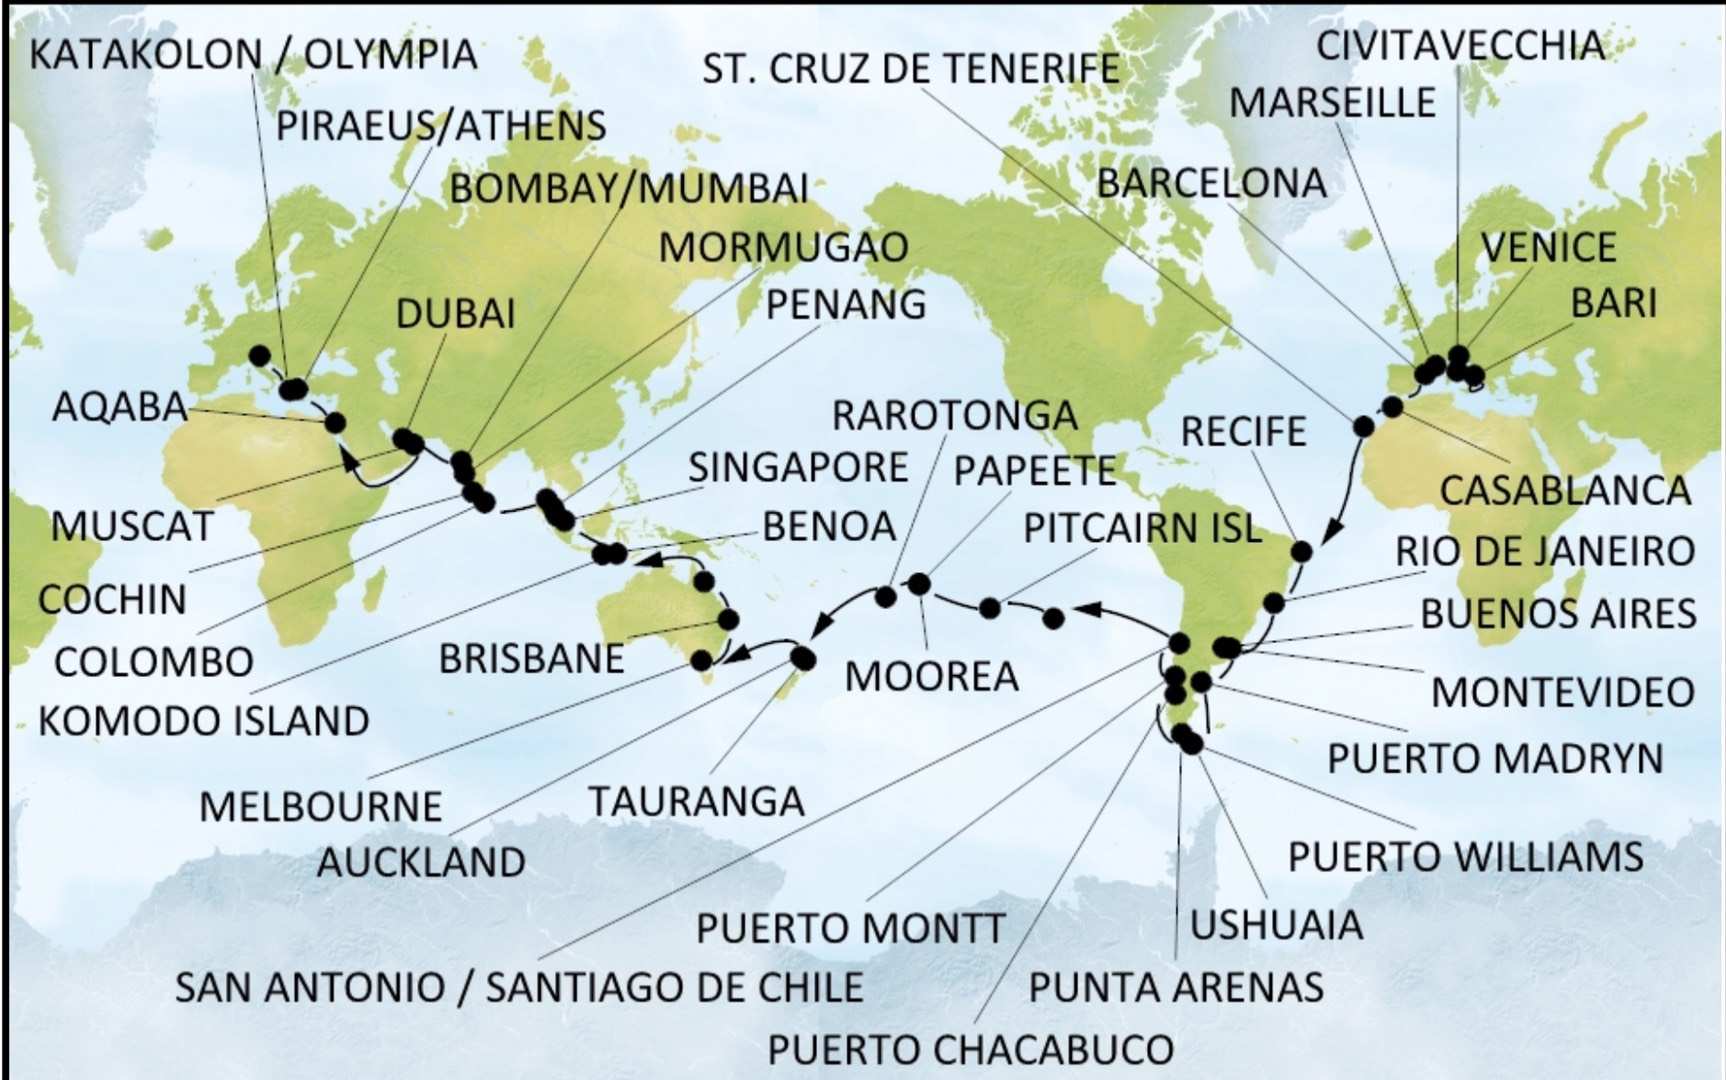 KATAKOLON / OLYMPIA
ST. CRUZ DE TENERIFE
CIVITAVECCHIA
MARSEILLE
PIRAEUS/ATHENS
BOMBAY/MUMBAI
BARCELONA
MORMUGAO
VENICE
DUBAI
PENANG
BARI
AQABA
RAROTONGA
RECIFE
SINGAPORE
PAPEETE
CASABLANCA
MUSCAT
BENOA
PITCAIRN ISL
RIO DE JANEIRO
COCHIN
BUENOS AIRES
COLOMBO
BRISBANE
MOOREA
MONTEVIDEO
KOMODO ISLAND
PUERTO MADRYN
MELBOURNE
TAURANGA
AUCKLAND
PUERTO WILLIAMS
PUERTO MONTT
USHUAIA
SAN ANTONIO / SANTIAGO DE CHILE
PUNTA ARENAS
PUERTO CHACABUCO